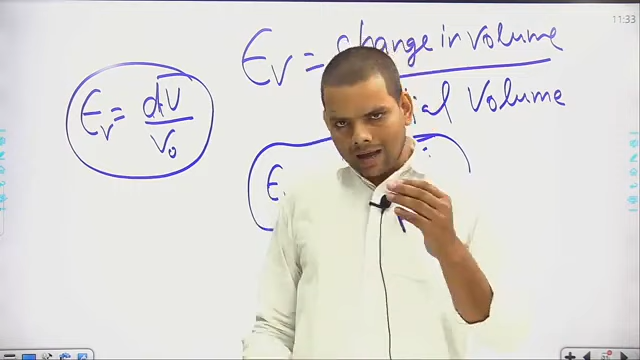 11:33
ϵᵥ = change in volume
Volume
ϵᵥ = dV
V₀